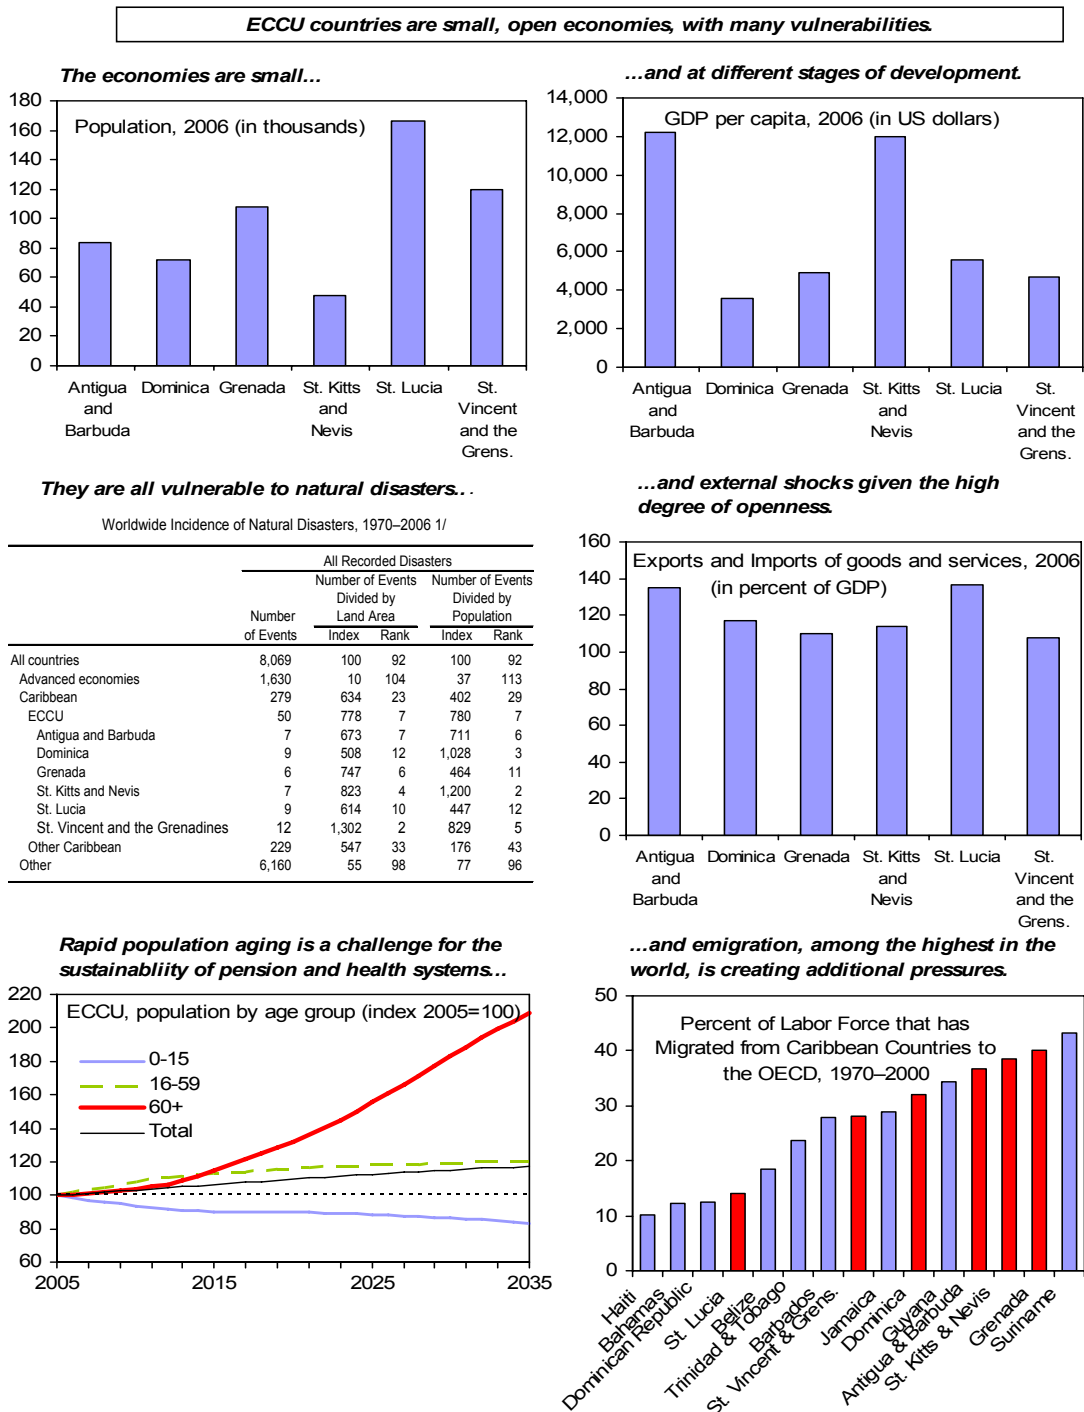 ECCU countries are small, open economies, with many vulnerabilities.
The economies are small...
180
160
140
120
100
80
60
40
20
0
Population, 2006 (in thousands)
Antigua and Barbuda
Dominica
Grenada
St. Kitts and Nevis
St. Lucia
St. Vincent and the Grens.
...and at different stages of development.
14,000
12,000
10,000
8,000
6,000
4,000
2,000
0
GDP per capita, 2006 (in US dollars)
Antigua and Barbuda
Dominica
Grenada
St. Kitts and Nevis
St. Lucia
St. Vincent and the Grens.
They are all vulnerable to natural disasters...
Worldwide Incidence of Natural Disasters, 1970–2006 1/
All Recorded Disasters
Number of Events
Number of Events Divided by Land Area
Number of Events Divided by Population
Index Rank Index Rank
All countries 8,069 100 92 100 92
Advanced economies 1,630 10 104 37 113
Caribbean 279 634 23 402 29
ECCU 50 778 7 780 7
Antigua and Barbuda 7 673 7 711 6
Dominica 9 508 12 1,028 3
Grenada 6 747 6 464 11
St. Kitts and Nevis 7 823 4 1,200 2
St. Lucia 9 614 10 447 12
St. Vincent and the Grenadines 12 1,302 2 829 5
Other Caribbean 229 547 33 176 43
Other 6,160 55 98 77 96
...and external shocks given the high
degree of openness.
160
140
120
100
80
60
40
20
0
Exports and Imports of goods and services, 2006
(in percent of GDP)
Antigua and Barbuda
Dominica
Grenada
St. Kitts and Nevis
St. Lucia
St. Vincent and the Grens.
Rapid population aging is a challenge for the
sustainabliity of pension and health systems...
220
200
180
160
140
120
100
80
60
ECCU, population by age group (index 2005=100)
0-15
16-59
60+
Total
2005
2015
2025
2035
...and emigration, among the highest in the
world, is creating additional pressures.
50
40
30
20
10
0
Percent of Labor Force that has
Migrated from Caribbean Countries to
the OECD, 1970–2000
Haiti
Bahamas
Dominican Republic
St. Lucia
Belize
Trinidad & Tobago
Barbados
St. Vincent & Grens.
Jamaica
Dominica
Guyana
Antigua & Barbuda
St. Kitts & Nevis
Grenada
Suriname